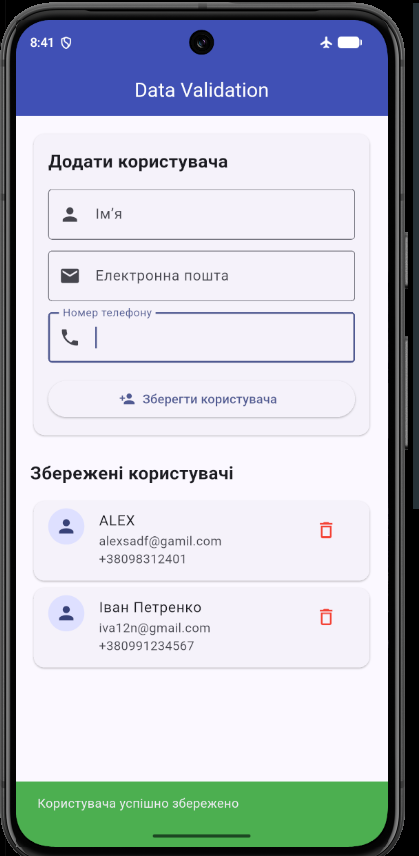 8:41
Data Validation
Додати користувача
Ім'я
Електронна пошта
Номер телефону
Зберегти користувача
Збережені користувачі
ALEX
alexsadf@gamil.com
+38098312401
Іван Петренко
iva12n@gmail.com
+380991234567
Користувача успішно збережено